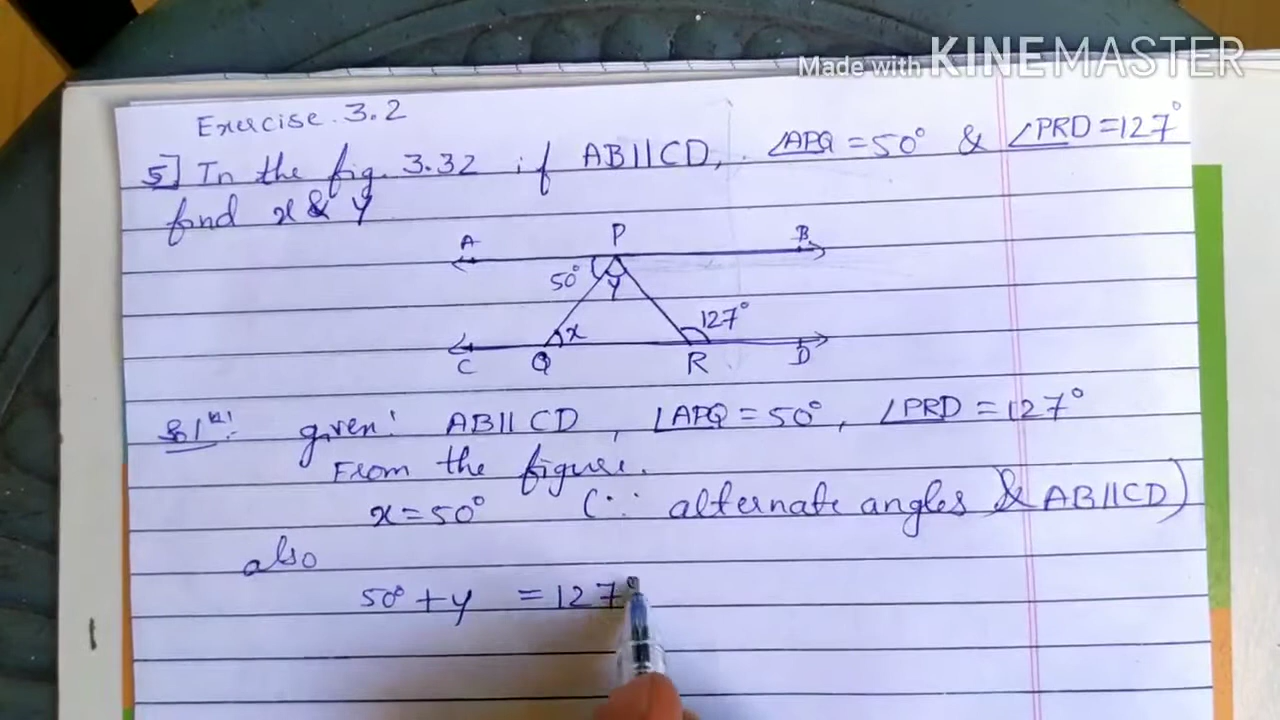 Made with KINEMASTER
Exercise 3.2
5] In the fig. 3.32 if AB||CD, ∠APQ = 50° & ∠PRD = 127°
find x & y
A P B
50° y
x 127°
C Q R D
Solⁿ: given: AB||CD, ∠APQ = 50°, ∠PRD = 127°
From the figure.
x = 50° (∵ alternate angles & AB||CD)
also
50° + y = 127°